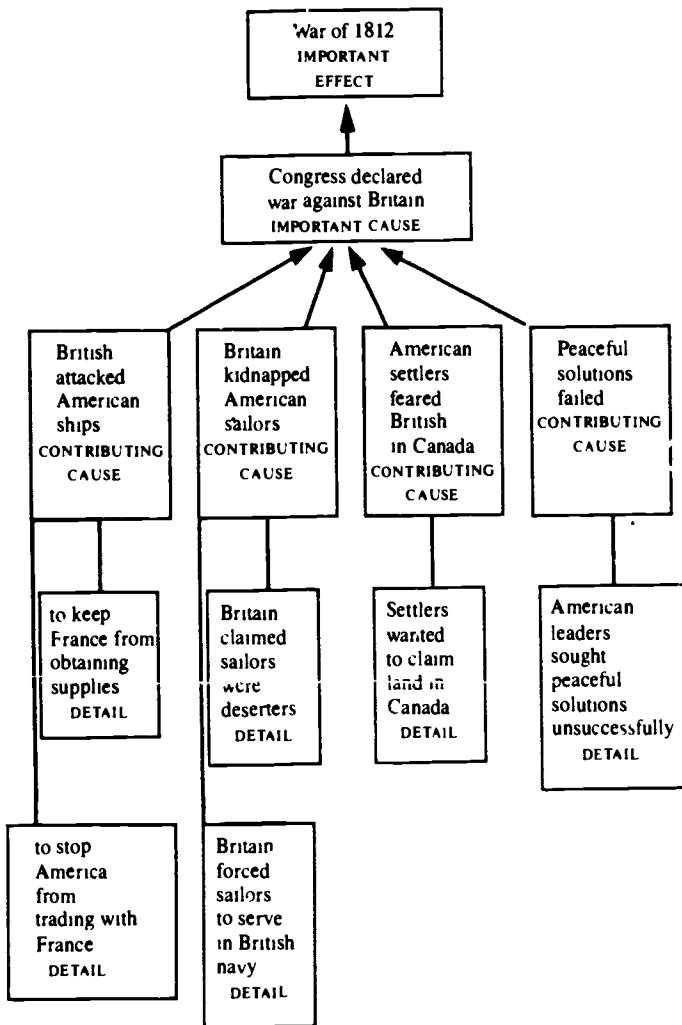 War of 1812
IMPORTANT
EFFECT
Congress declared
war against Britain
IMPORTANT CAUSE
British
attacked
American
ships
CONTRIBUTING
CAUSE
Britain
kidnapped
American
sailors
CONTRIBUTING
CAUSE
American
settlers
feared
British
in Canada
CONTRIBUTING
CAUSE
Peaceful
solutions
failed
CONTRIBUTING
CAUSE
to keep
France from
obtaining
supplies
DETAIL
Britain
claimed
sailors
were
deserters
DETAIL
Settlers
wanted
to claim
land in
Canada
DETAIL
American
leaders
sought
peaceful
solutions
unsuccessfully
DETAIL
to stop
America
from
trading with
France
DETAIL
Britain
forced
sailors
to serve
in British
navy
DETAIL